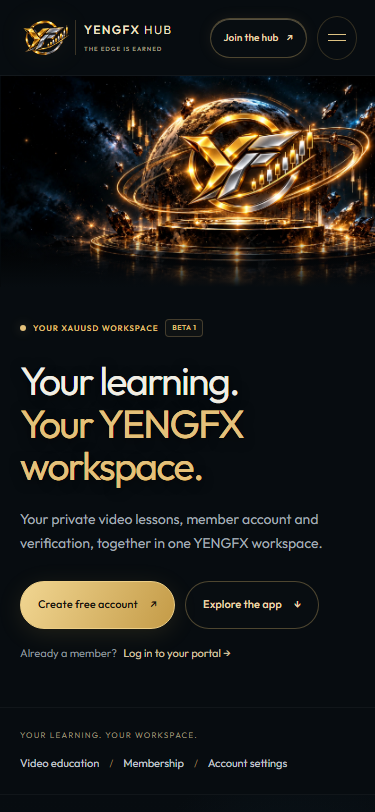 YENGFX HUB
THE EDGE IS EARNED
Join the hub ↗
YOUR XAUUSD WORKSPACE
BETA 1
Your learning.
Your YENGFX
workspace.
Your private video lessons, member account and
verification, together in one YENGFX workspace.
Create free account ↗
Explore the app ↓
Already a member? Log in to your portal →
YOUR LEARNING. YOUR WORKSPACE.
Video education / Membership / Account settings